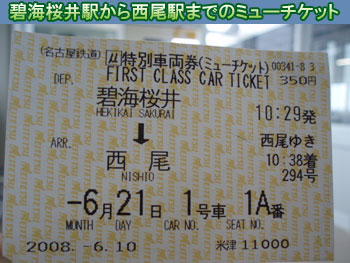 碧海桜井駅から西尾駅までのミューチケット
(名古屋鉄道) μ特別車両券(ミューチケット) 00341-83
DEP. FIRST CLASS CAR TICKET 350円
碧海桜井 10:29発
HEKIKAI SAKURAI
↓ 西尾ゆき
ARR. 西尾 10:38着
NISHIO 294号
-6月21日 1号車 1A番
MONTH DAY CAR NO. SEAT NO.
2008.-6.10 米津 11000